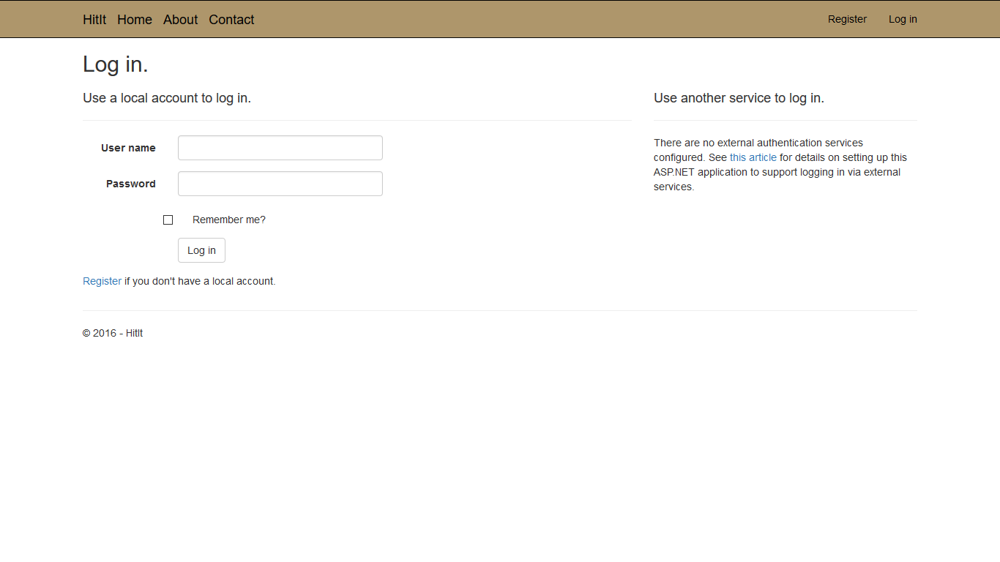 HitIt Home About Contact Register Log in
Log in.
Use a local account to log in.
User name
Password
Remember me?
Log in
Register if you don't have a local account.
Use another service to log in.
There are no external authentication services
configured. See this article for details on setting up this
ASP.NET application to support logging in via external
services.
© 2016 - HitIt